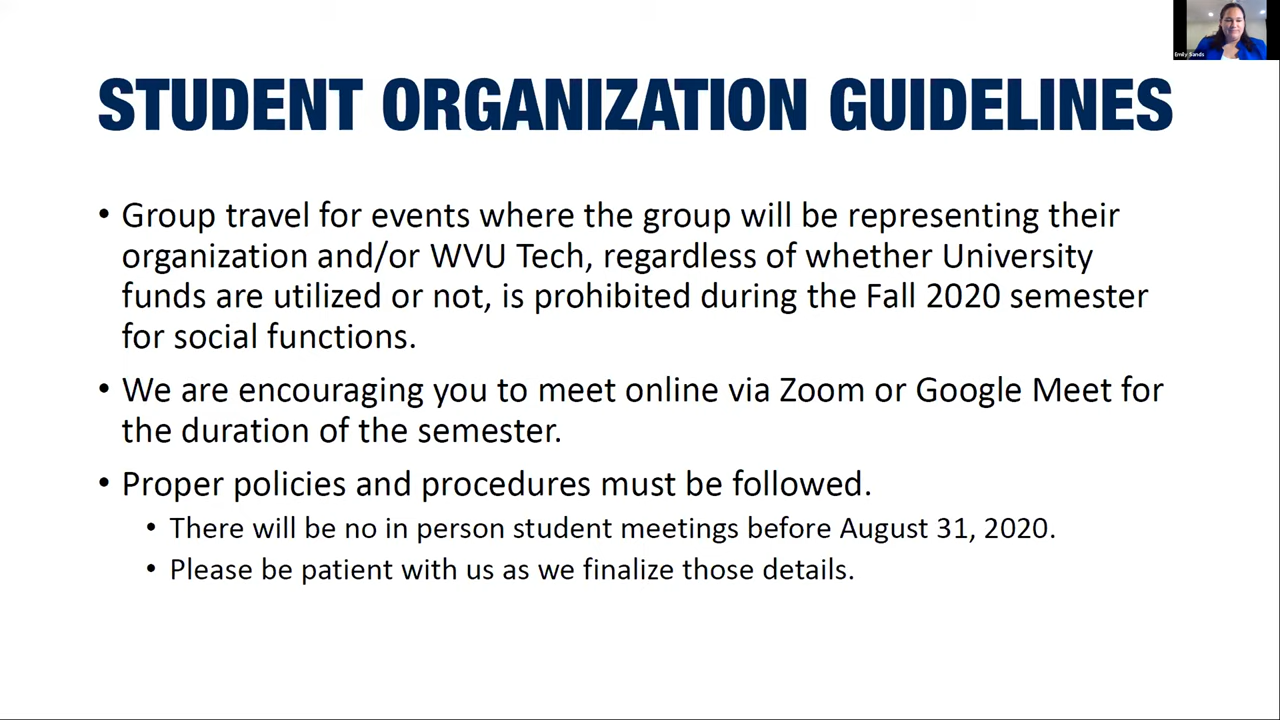 Emily Sands
STUDENT ORGANIZATION GUIDELINES
• Group travel for events where the group will be representing their
organization and/or WVU Tech, regardless of whether University
funds are utilized or not, is prohibited during the Fall 2020 semester
for social functions.
• We are encouraging you to meet online via Zoom or Google Meet for
the duration of the semester.
• Proper policies and procedures must be followed.
• There will be no in person student meetings before August 31, 2020.
• Please be patient with us as we finalize those details.